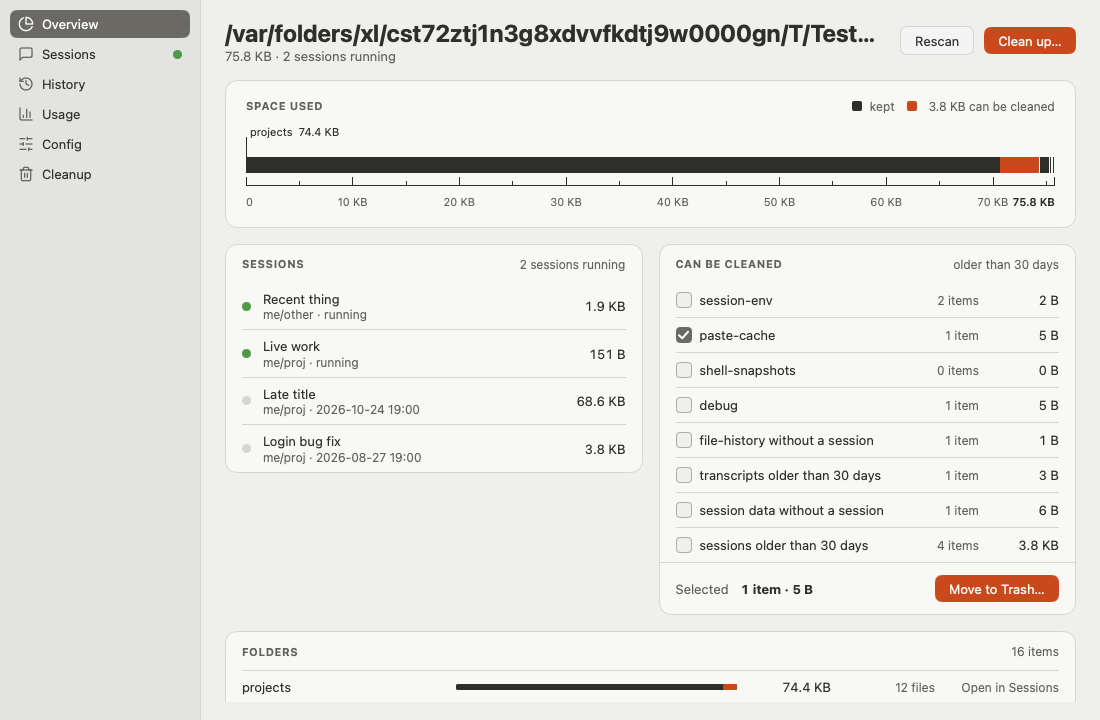 Overview
Sessions
History
Usage
Config
Cleanup
/var/folders/xl/cst72ztj1n3g8xdvvfkdtj9w0000gn/T/Test…
75.8 KB · 2 sessions running
Rescan
Clean up…
SPACE USED
kept
3.8 KB can be cleaned
projects 74.4 KB
0 10 KB 20 KB 30 KB 40 KB 50 KB 60 KB 70 KB 75.8 KB
SESSIONS
2 sessions running
Recent thing
me/other · running
1.9 KB
Live work
me/proj · running
151 B
Late title
me/proj · 2026-10-24 19:00
68.6 KB
Login bug fix
me/proj · 2026-08-27 19:00
3.8 KB
CAN BE CLEANED
older than 30 days
session-env 2 items 2 B
paste-cache 1 item 5 B
shell-snapshots 0 items 0 B
debug 1 item 5 B
file-history without a session 1 item 1 B
transcripts older than 30 days 1 item 3 B
session data without a session 1 item 6 B
sessions older than 30 days 4 items 3.8 KB
Selected 1 item · 5 B
Move to Trash…
FOLDERS
16 items
projects 74.4 KB 12 files Open in Sessions